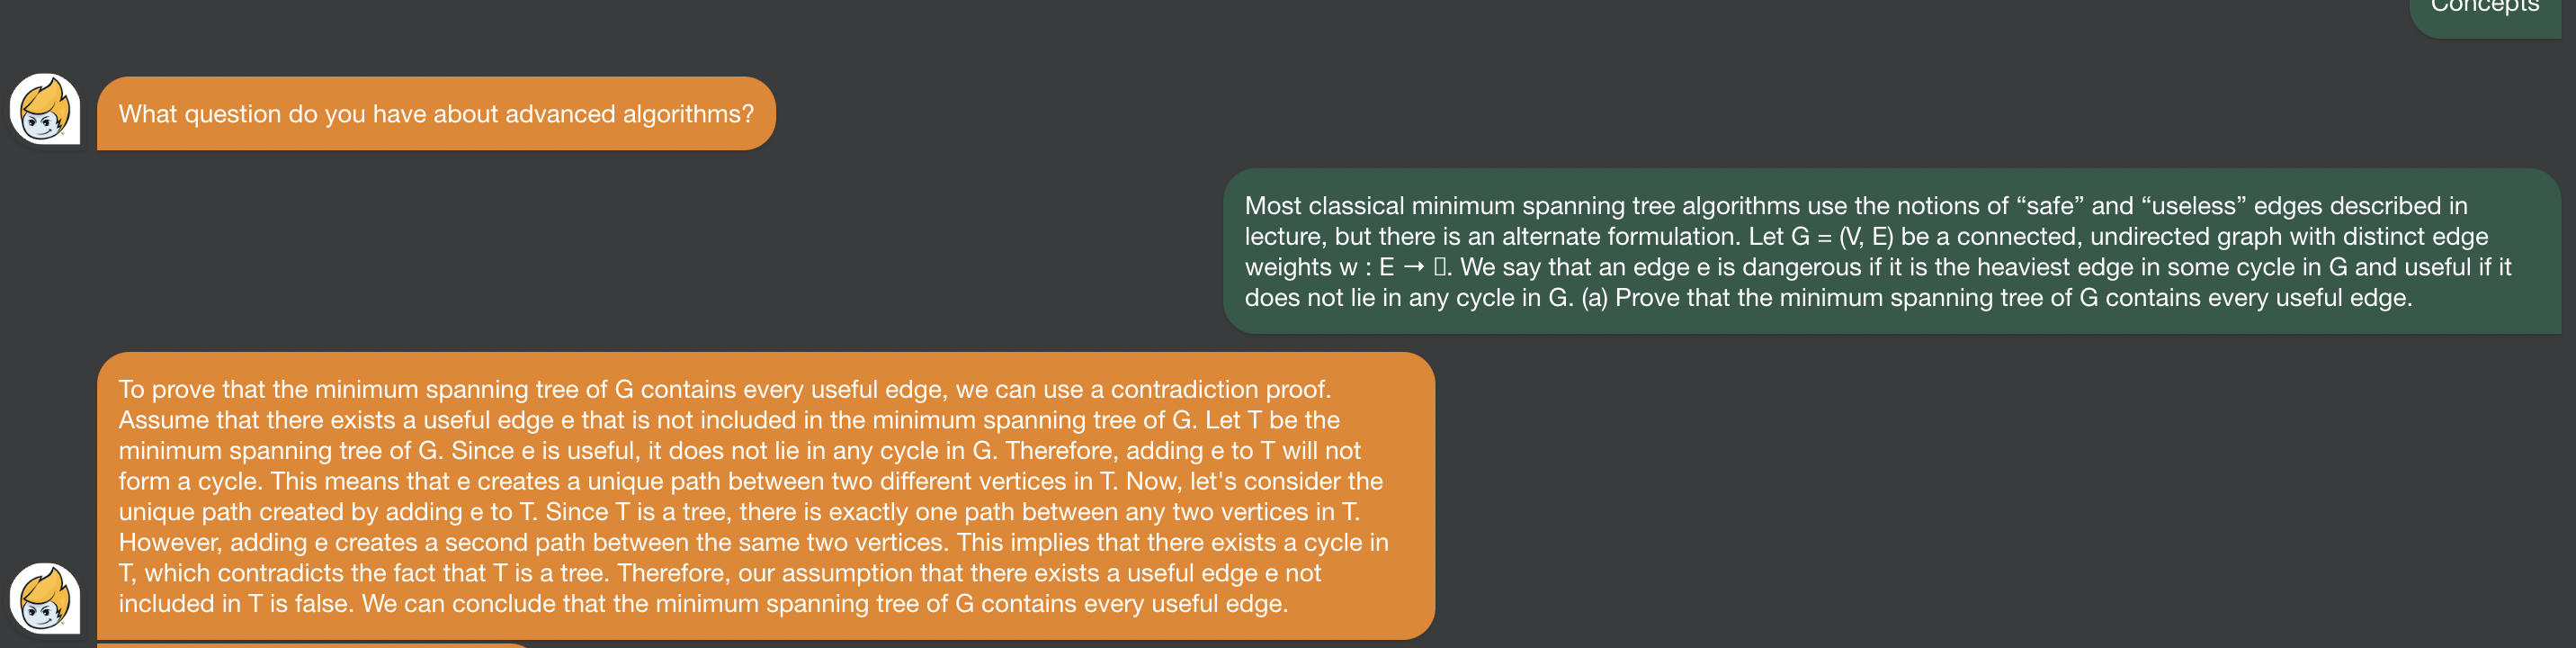 Concepts
What question do you have about advanced algorithms?
Most classical minimum spanning tree algorithms use the notions of “safe” and “useless” edges described in
lecture, but there is an alternate formulation. Let G = (V, E) be a connected, undirected graph with distinct edge
weights w : E → ▯. We say that an edge e is dangerous if it is the heaviest edge in some cycle in G and useful if it
does not lie in any cycle in G. (a) Prove that the minimum spanning tree of G contains every useful edge.
To prove that the minimum spanning tree of G contains every useful edge, we can use a contradiction proof.
Assume that there exists a useful edge e that is not included in the minimum spanning tree of G. Let T be the
minimum spanning tree of G. Since e is useful, it does not lie in any cycle in G. Therefore, adding e to T will not
form a cycle. This means that e creates a unique path between two different vertices in T. Now, let's consider the
unique path created by adding e to T. Since T is a tree, there is exactly one path between any two vertices in T.
However, adding e creates a second path between the same two vertices. This implies that there exists a cycle in
T, which contradicts the fact that T is a tree. Therefore, our assumption that there exists a useful edge e not
included in T is false. We can conclude that the minimum spanning tree of G contains every useful edge.